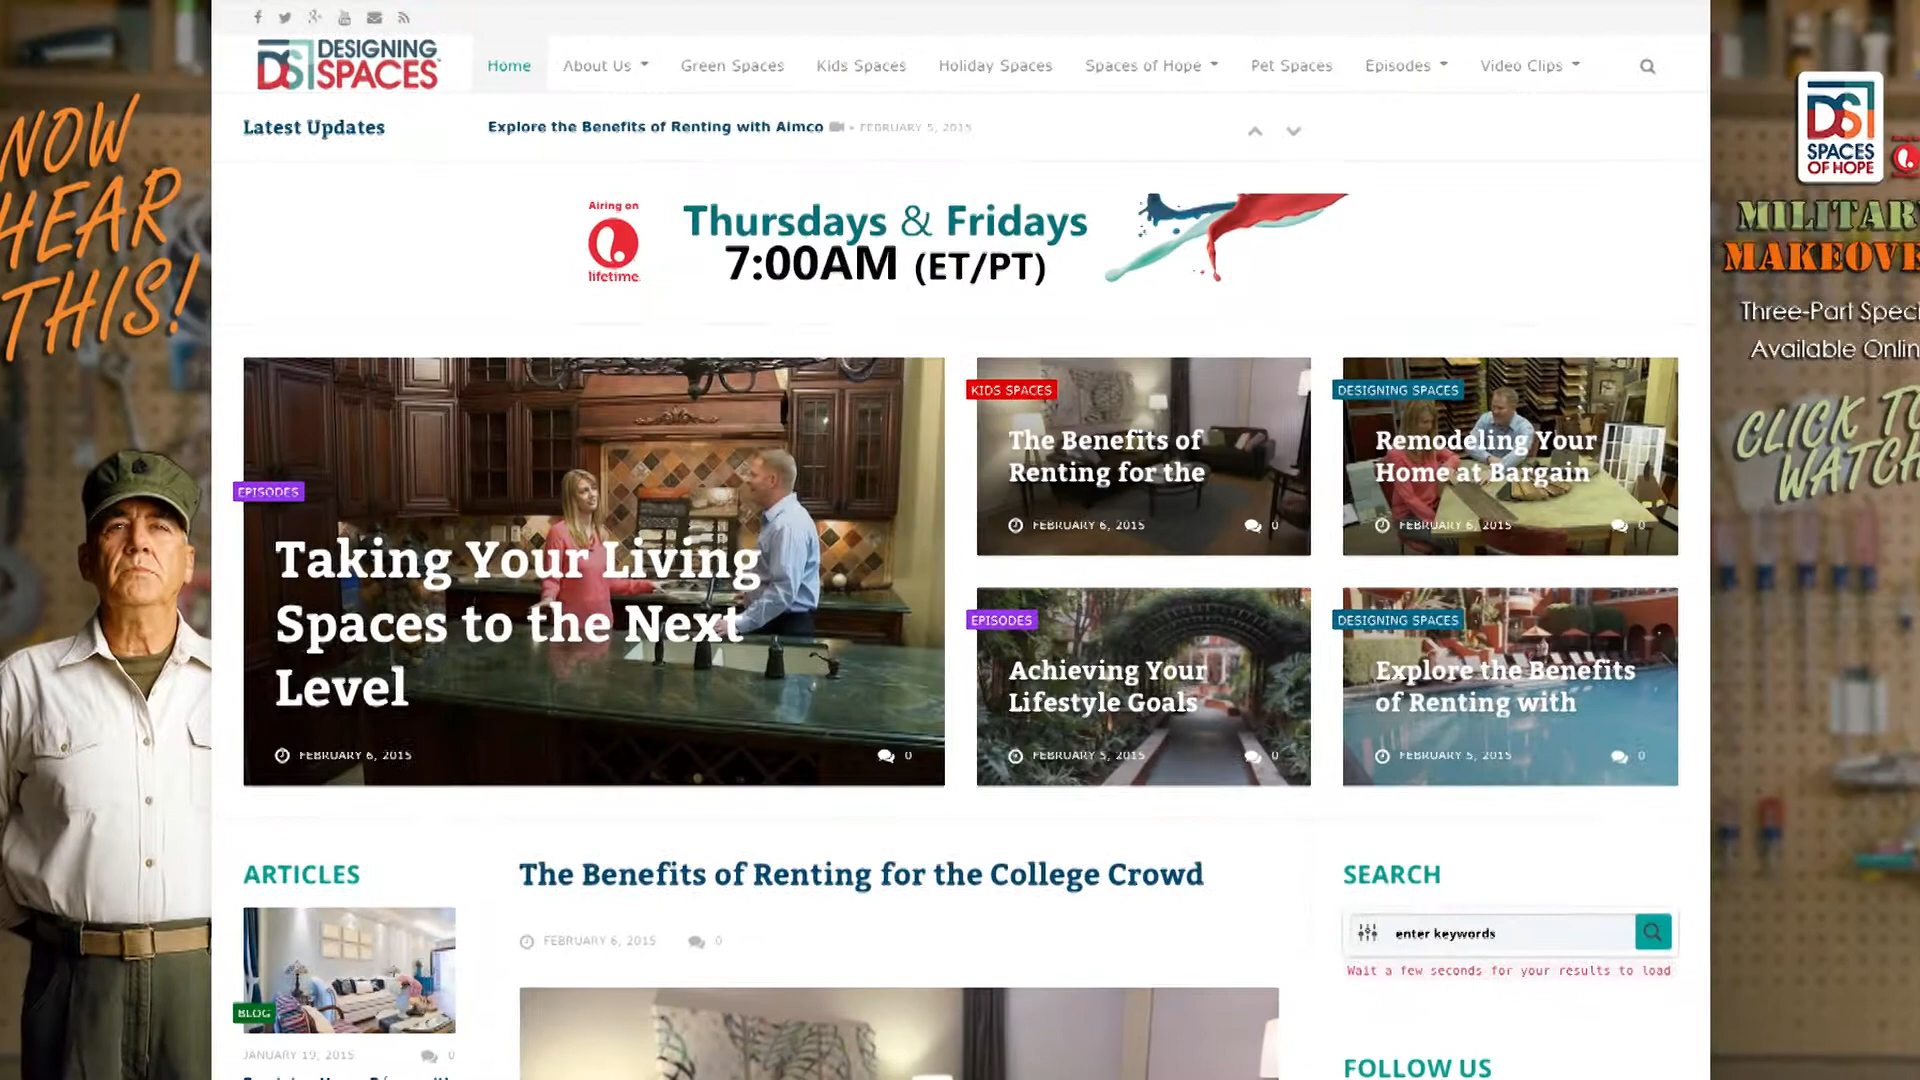 DESIGNING
DS SPACES
Home
About Us
Green Spaces
Kids Spaces
Holiday Spaces
Spaces of Hope
Pet Spaces
Episodes
Video Clips
Latest Updates
Explore the Benefits of Renting with Aimco
FEBRUARY 5, 2015
Airing on
lifetime
Thursdays & Fridays
7:00AM (ET/PT)
NOW
HEAR
THIS!
DS
SPACES
OF HOPE
Three-Part
Available
EPISODES
Taking Your Living
Spaces to the Next
Level
FEBRUARY 6, 2015
0
KIDS SPACES
The Benefits of
Renting for the
FEBRUARY 6, 2015
0
DESIGNING SPACES
Remodeling Your
Home at Bargain
FEBRUARY 6, 2015
0
EPISODES
Achieving Your
Lifestyle Goals
FEBRUARY 5, 2015
0
DESIGNING SPACES
Explore the Benefits
of Renting with
FEBRUARY 5, 2015
0
CLICK
ARTICLES
BLOG
JANUARY 19, 2015
0
The Benefits of Renting for the College Crowd
FEBRUARY 6, 2015
0
SEARCH
enter keywords
Wait a few seconds for your results to load
FOLLOW US